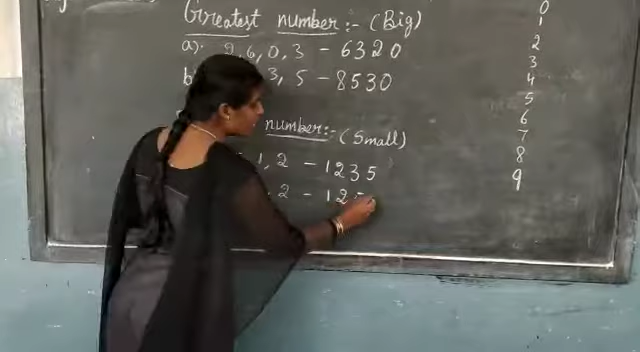 Greatest number:- (Big)
a). 2,6,0,3 - 6320
b 3, 5 - 8530
number:- (Small)
1, 2 - 1235
2 - 12
0
1
2
3
4
5
6
7
8
9